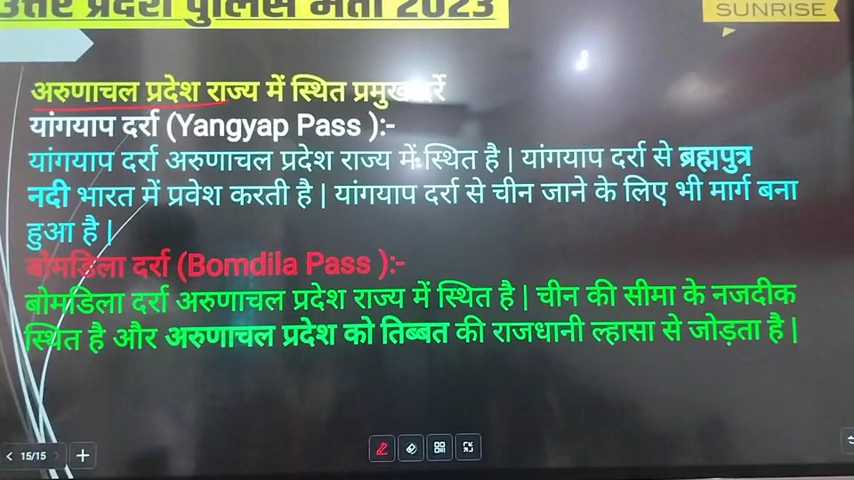 उत्तर प्रदेश पुलिस भर्ती 2023
SUNRISE
अरुणाचल प्रदेश राज्य में स्थित प्रमुख दर्रे
यांगयाप दर्रा (Yangyap Pass ):-
यांगयाप दर्रा अरुणाचल प्रदेश राज्य में स्थित है | यांगयाप दर्रा से ब्रह्मपुत्र
नदी भारत में प्रवेश करती है | यांगयाप दर्रा से चीन जाने के लिए भी मार्ग बना
हुआ है |
बोमडिला दर्रा (Bomdila Pass ):-
बोमडिला दर्रा अरुणाचल प्रदेश राज्य में स्थित है | चीन की सीमा के नजदीक
स्थित है और अरुणाचल प्रदेश को तिब्बत की राजधानी ल्हासा से जोड़ता है |
15/15